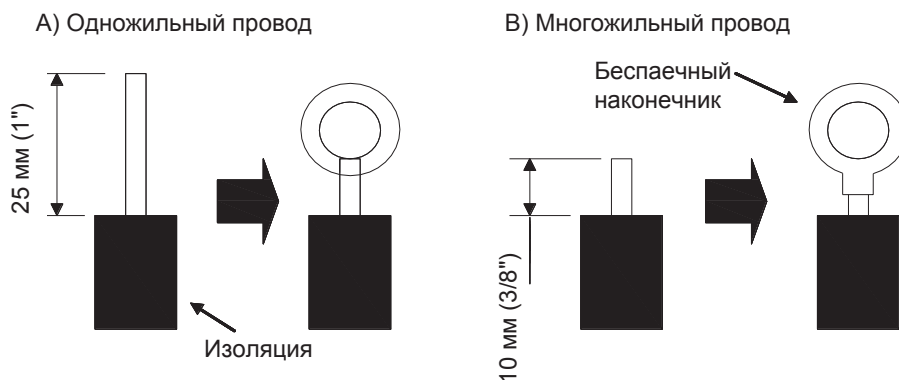 А) Одножильный провод
25 мм (1")
Изоляция
В) Многожильный провод
Беспаечный
наконечник
10 мм (3/8")